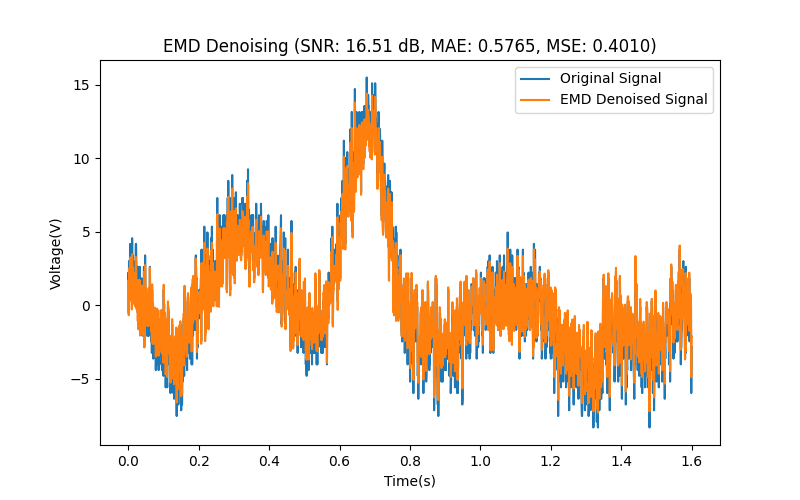 EMD Denoising (SNR: 16.51 dB, MAE: 0.5765, MSE: 0.4010)
Original Signal
EMD Denoised Signal
Voltage(V)
15
10
5
0
−5
0.0 0.2 0.4 0.6 0.8 1.0 1.2 1.4 1.6
Time(s)